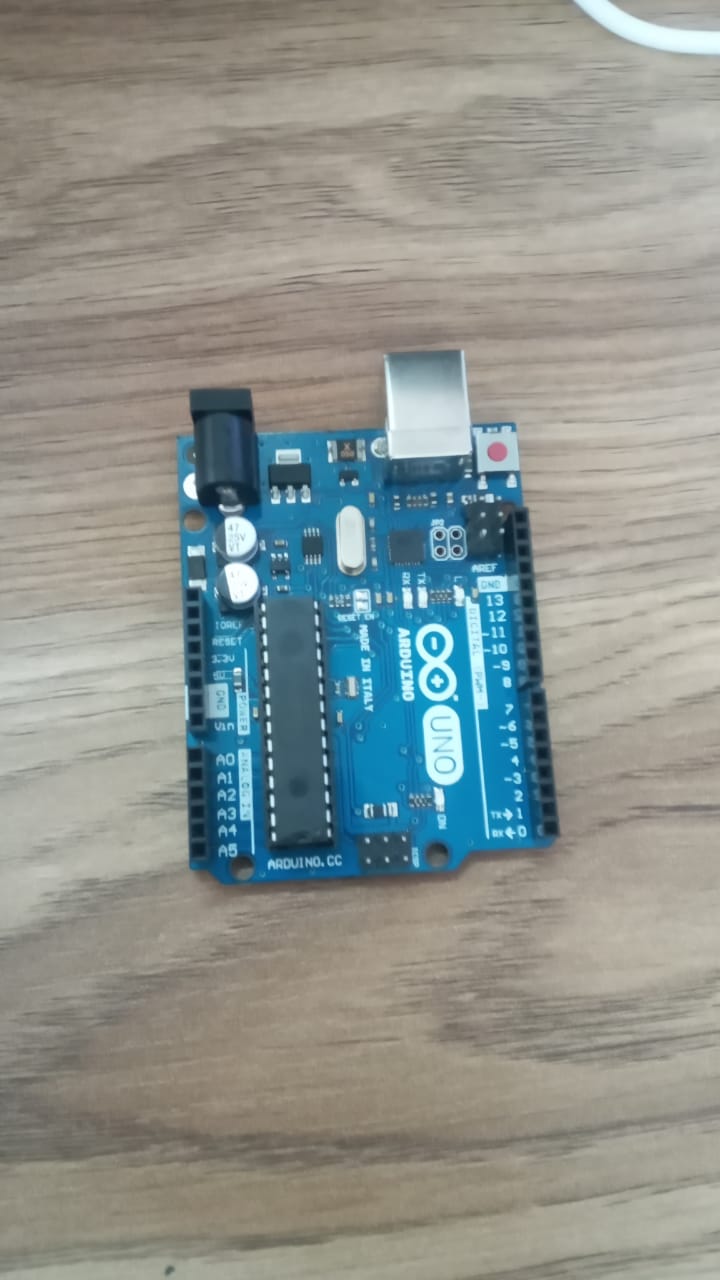 47
25V
VT
JP2
RESET EN
AREF
GND
13
12
~11
~10
~9
8
7
~6
~5
4
~3
2
TX→1
RX←0
DIGITAL (PWM~)
TX
RX
L
ARDUINO
UNO
MADE IN ITALY
IOREF
RESET
3.3V
5V
GND
Vin
POWER
A0
A1
A2
A3
A4
A5
ANALOG IN
ON
ICSP
ARDUINO.CC